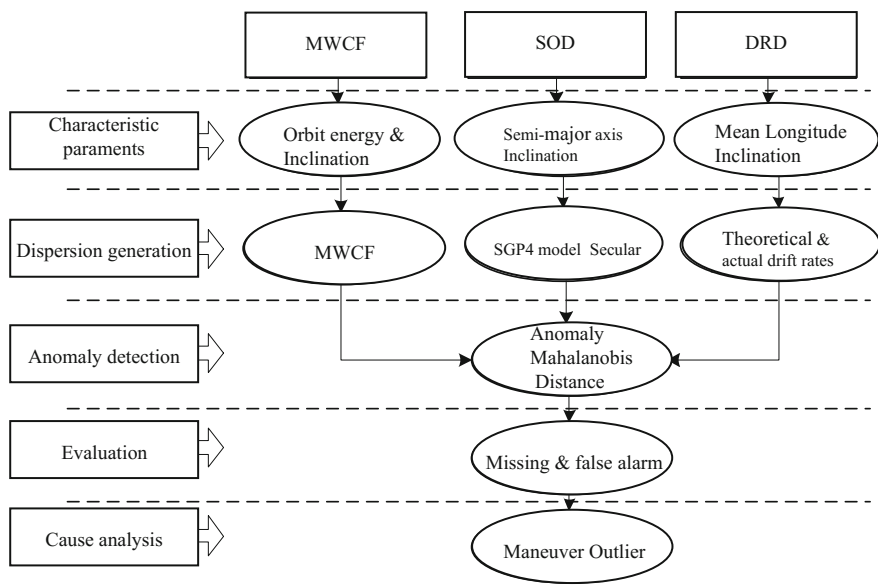 MWCF
SOD
DRD
Characteristic
paraments
Orbit energy &
Inclination
Semi-major axis
Inclination
Mean Longitude
Inclination
Dispersion generation
MWCF
SGP4 model Secular
Theoretical &
actual drift rates
Anomaly detection
Anomaly
Mahalanobis
Distance
Evaluation
Missing & false alarm
Cause analysis
Maneuver Outlier